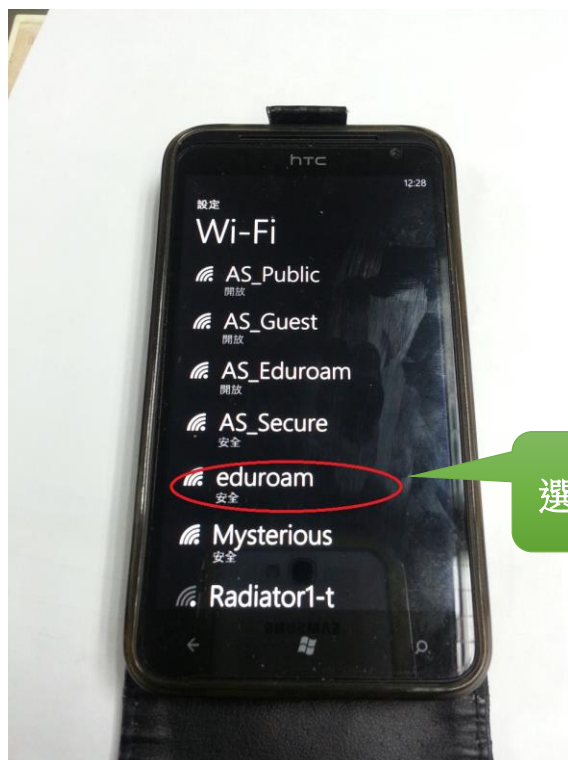 hTC
12:28
設定
Wi-Fi
AS_Public
開放
AS_Guest
開放
AS_Eduroam
開放
AS_Secure
安全
eduroam
安全
選
Mysterious
安全
Radiator1-t
SAMSUNG